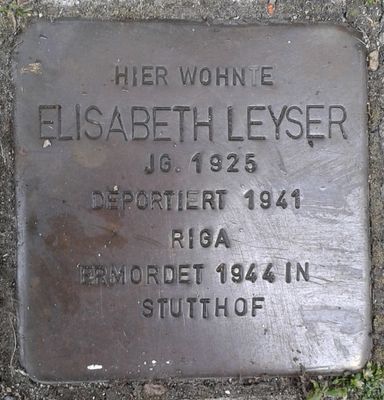 HIER WOHNTE
ELISABETH LEYSER
JG. 1925
DEPORTIERT 1941
RIGA
ERMORDET 1944 IN
STUTTHOF